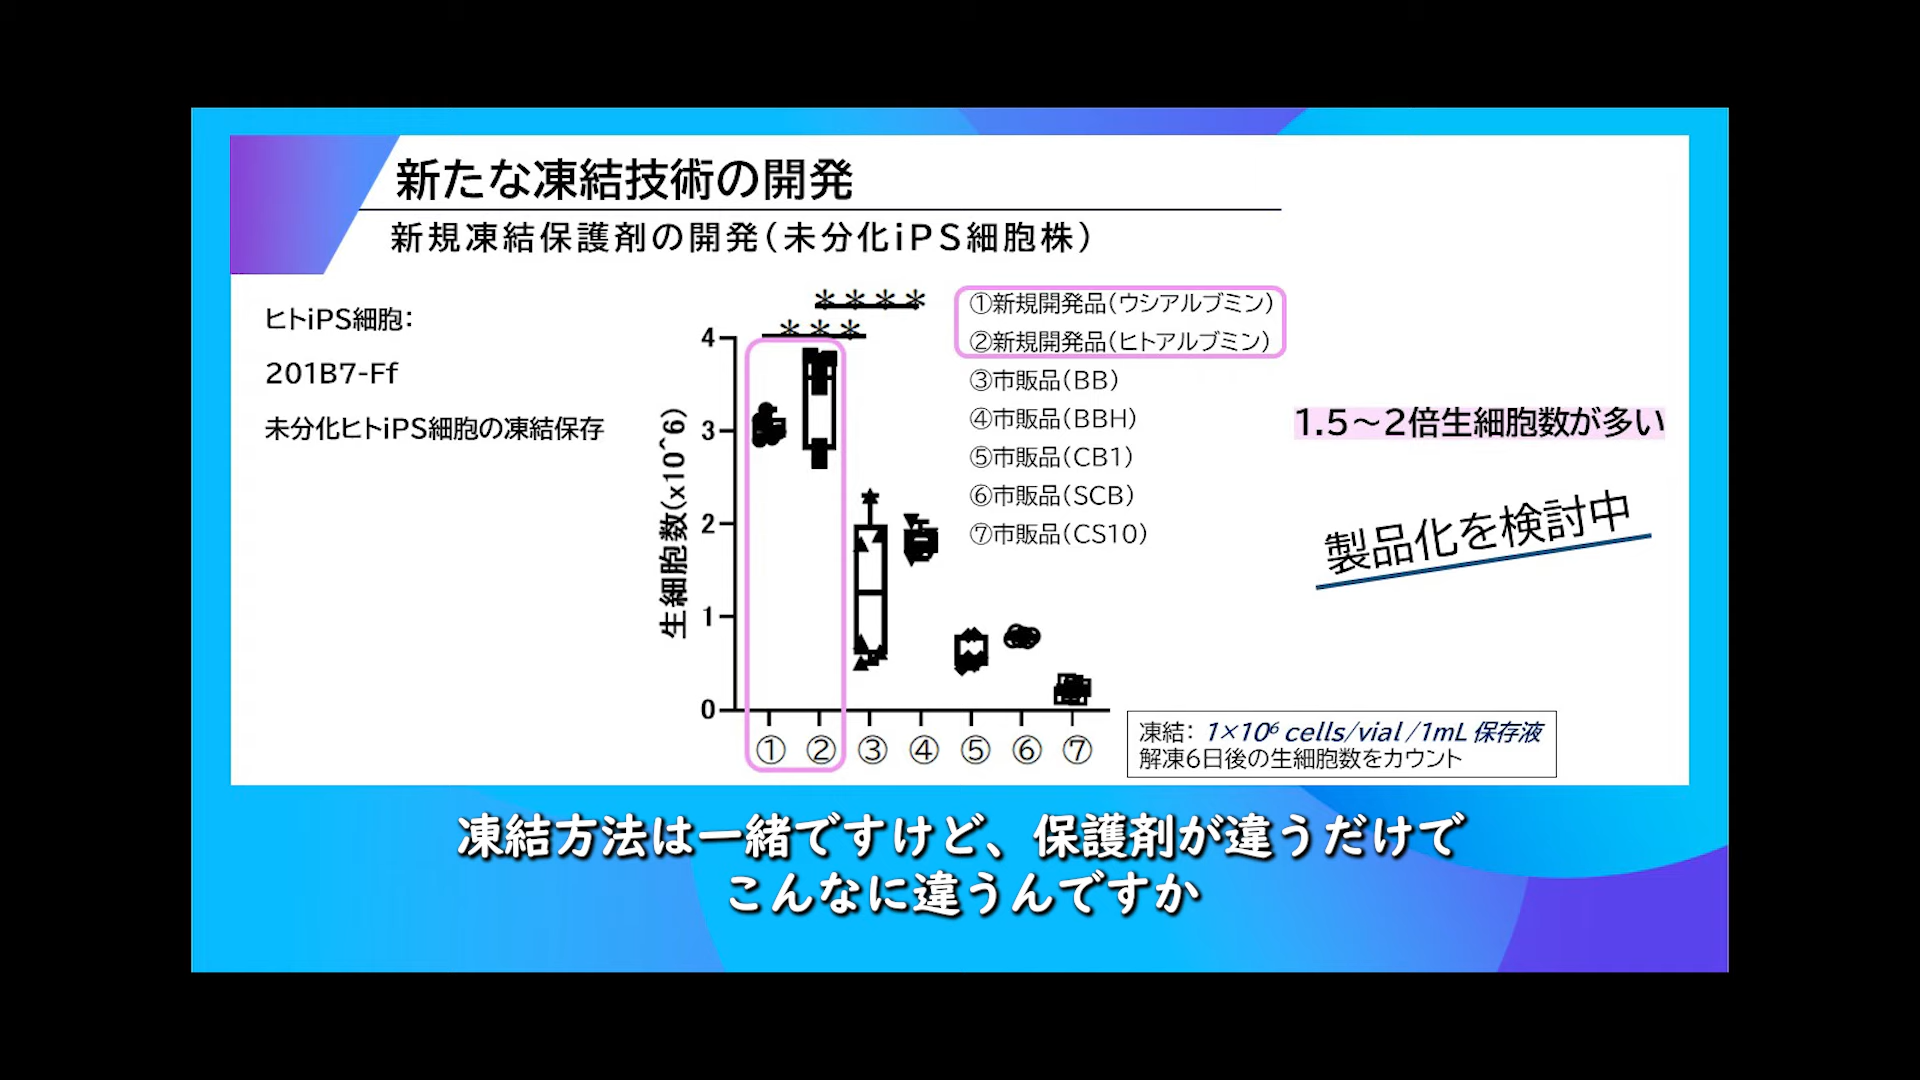 新たな凍結技術の開発
新規凍結保護剤の開発(未分化iPS細胞株)
ヒトiPS細胞:
201B7-Ff
未分化ヒトiPS細胞の凍結保存
****
***
生細胞数(x10^6)
4
3
2
1
0
① ② ③ ④ ⑤ ⑥ ⑦
①新規開発品(ウシアルブミン)
②新規開発品(ヒトアルブミン)
③市販品(BB)
④市販品(BBH)
⑤市販品(CB1)
⑥市販品(SCB)
⑦市販品(CS10)
1.5~2倍生細胞数が多い
製品化を検討中
凍結: 1×10⁶ cells/vial /1mL 保存液
解凍6日後の生細胞数をカウント
凍結方法は一緒ですけど、保護剤が違うだけで
こんなに違うんですか